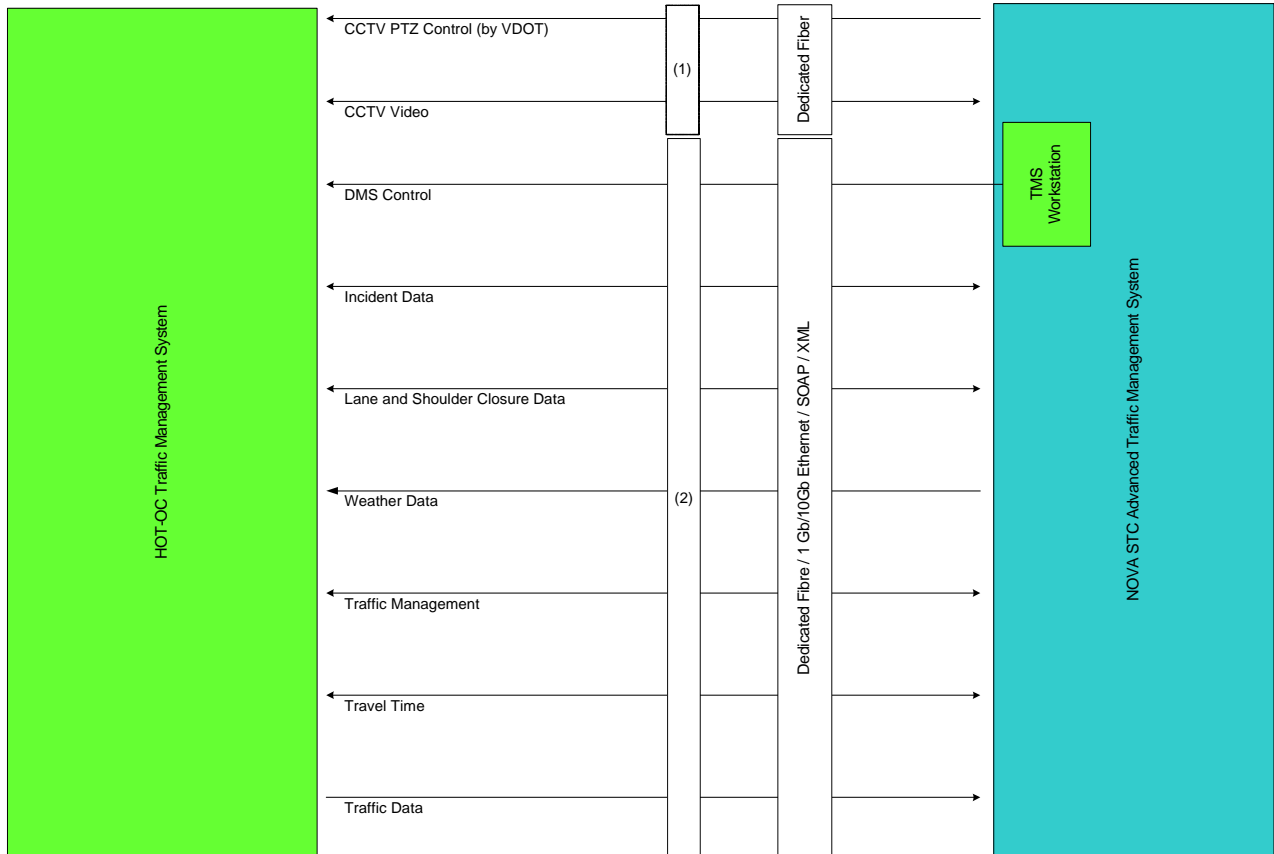 CCTV PTZ Control (by VDOT)
(1)
Dedicated Fiber
CCTV Video
TMS
Workstation
DMS Control
Incident Data
HOT-OC Traffic Management System
Lane and Shoulder Closure Data
Dedicated Fibre / 1 Gb/10Gb Ethernet / SOAP / XML
NOVA STC Advanced Traffic Management System
Weather Data
(2)
Traffic Management
Travel Time
Traffic Data